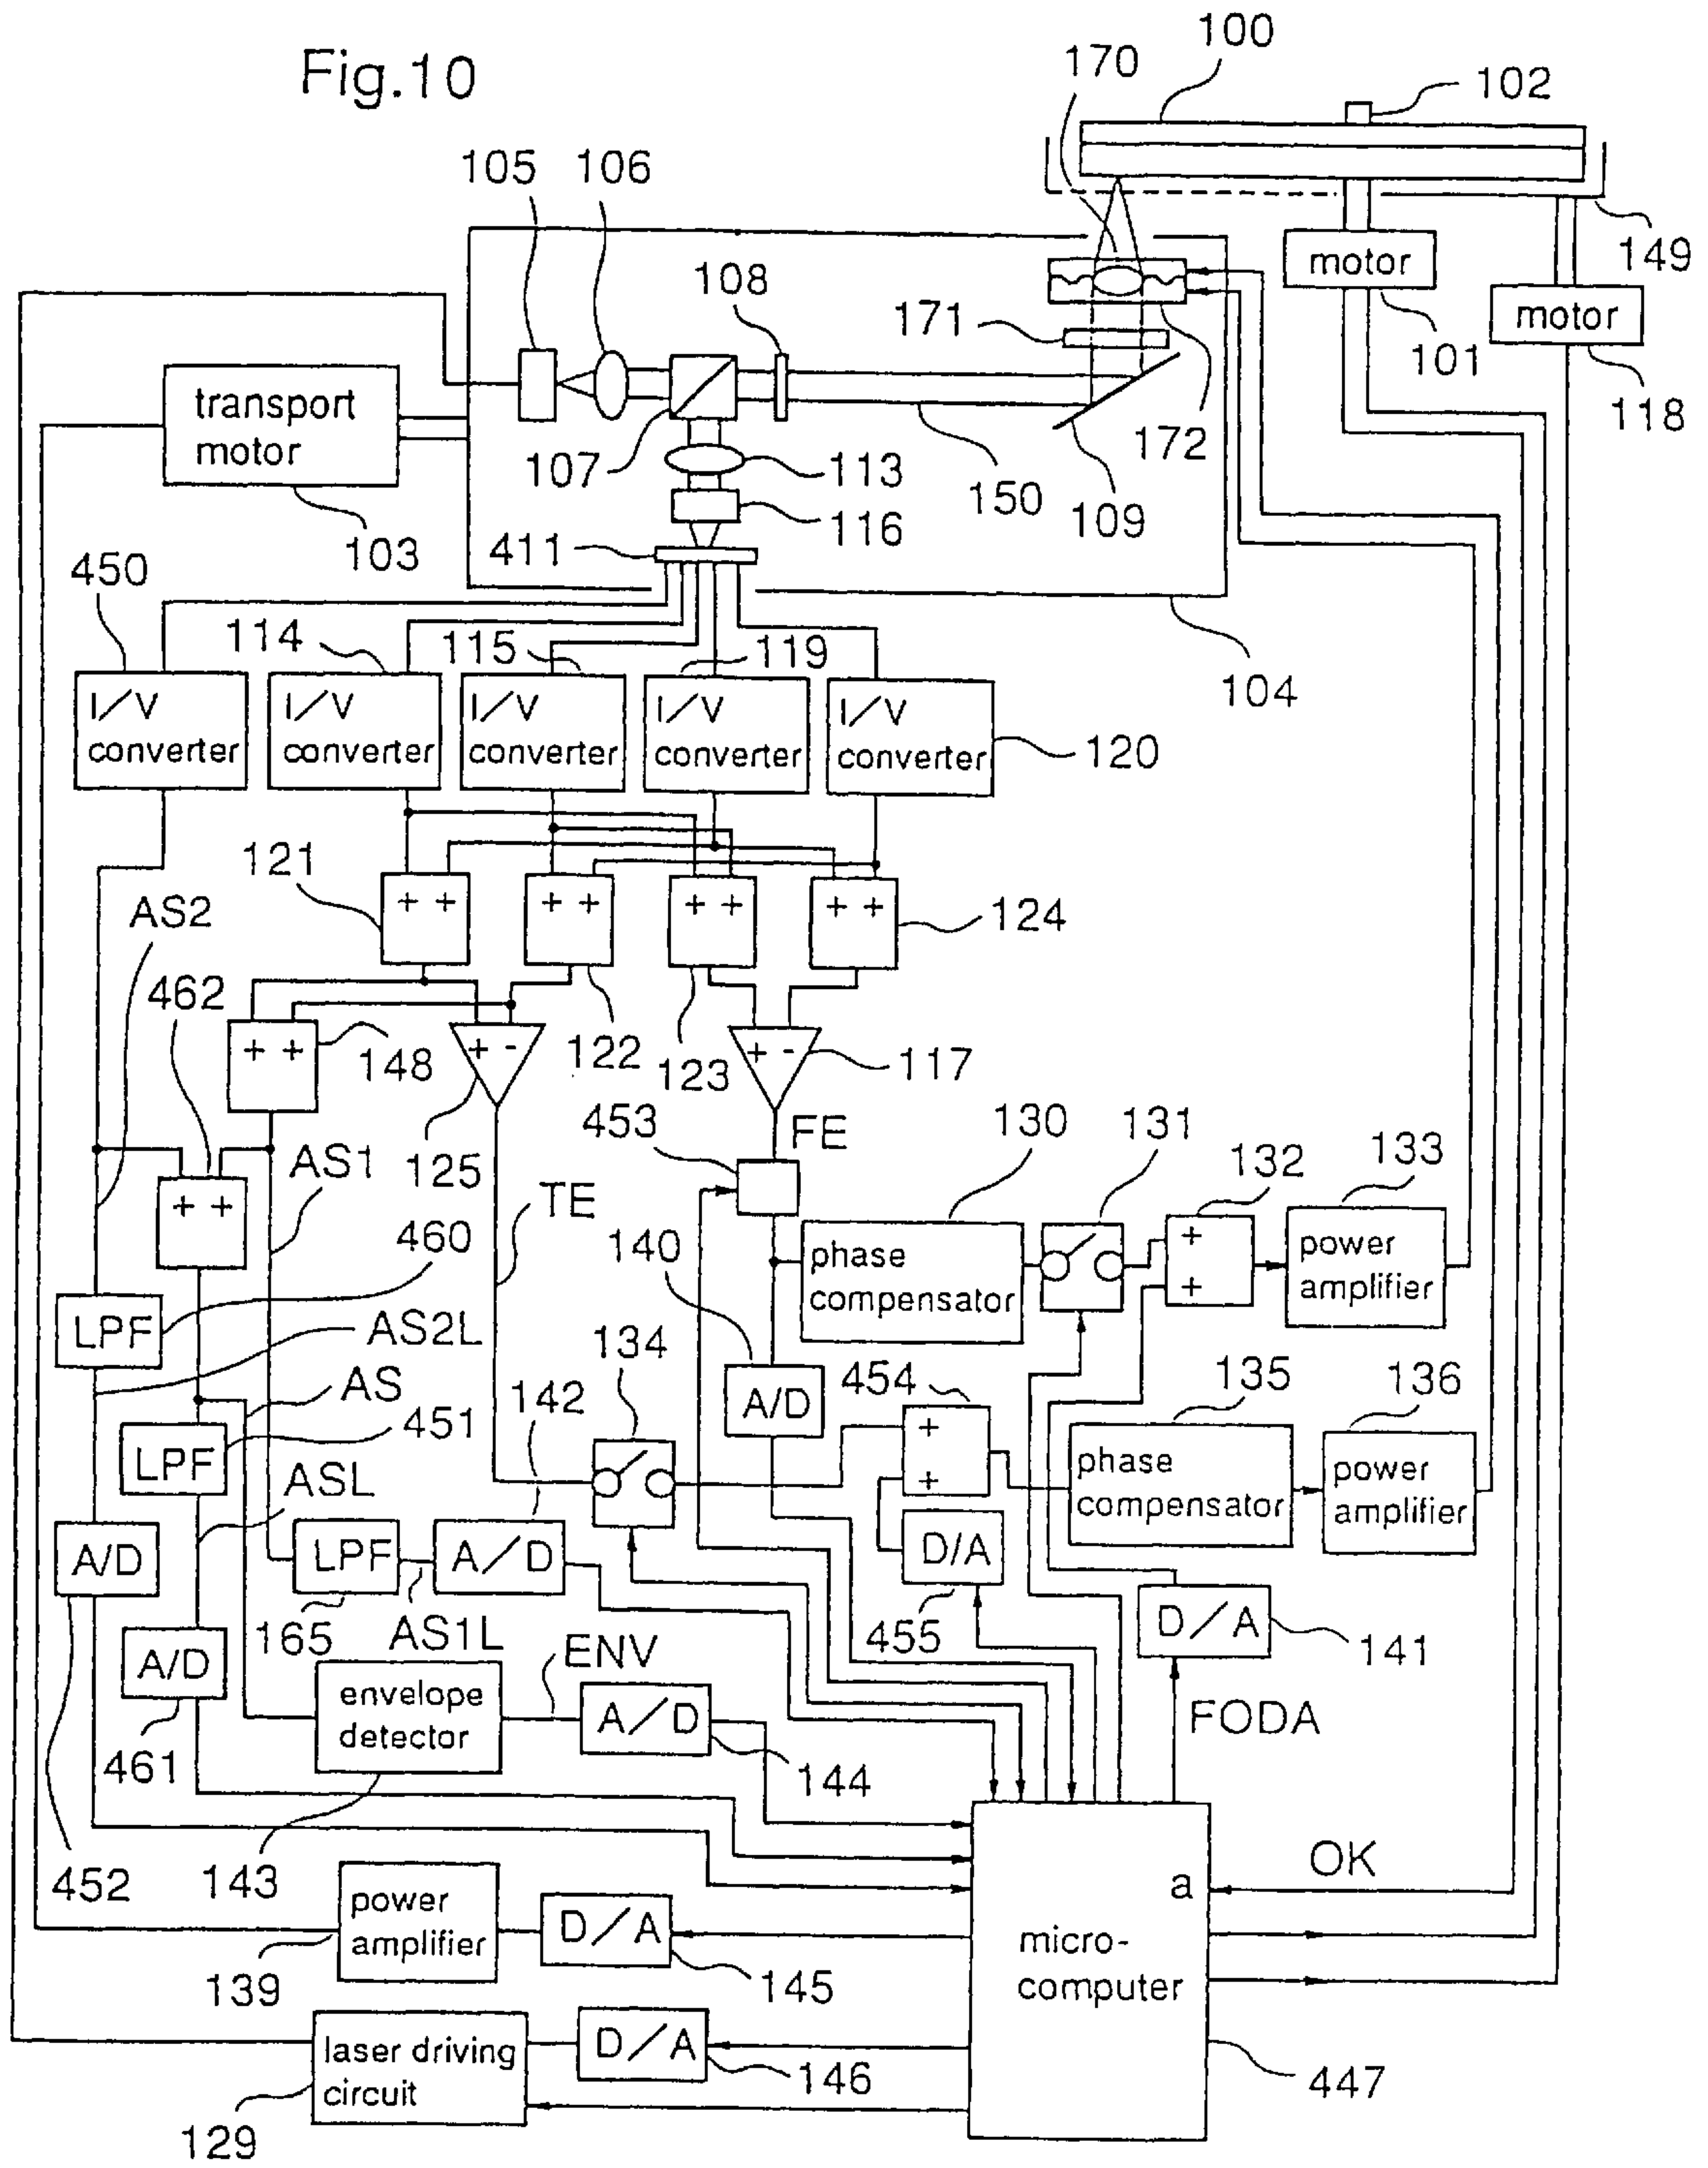 Fig.10
100
170
102
105 106
149
motor
108
171
motor
101
118
transport
motor
107
113
172
150
109
116
411
103
450
114
115
119
104
I/V
converter
I/V
converter
I/V
converter
I/V
converter
I/V
converter
120
121
AS2
+ +
+ +
+ +
+ +
124
462
+ +
148
+ -
122
123
+ -
117
453
FE
130
131
132
133
AS1
125
TE
+ +
460
140
phase
compensator
+
+
power
amplifier
LPF
AS2L
134
AS
142
A/D
454
135
136
451
LPF
ASL
+
+
phase
compensator
power
amplifier
A/D
LPF
A/D
D/A
165
AS1L
455
D/A
141
A/D
ENV
envelope
detector
A/D
FODA
461
144
452
143
OK
a
power
amplifier
D/A
micro-
computer
139
145
laser driving
circuit
D/A
146
447
129